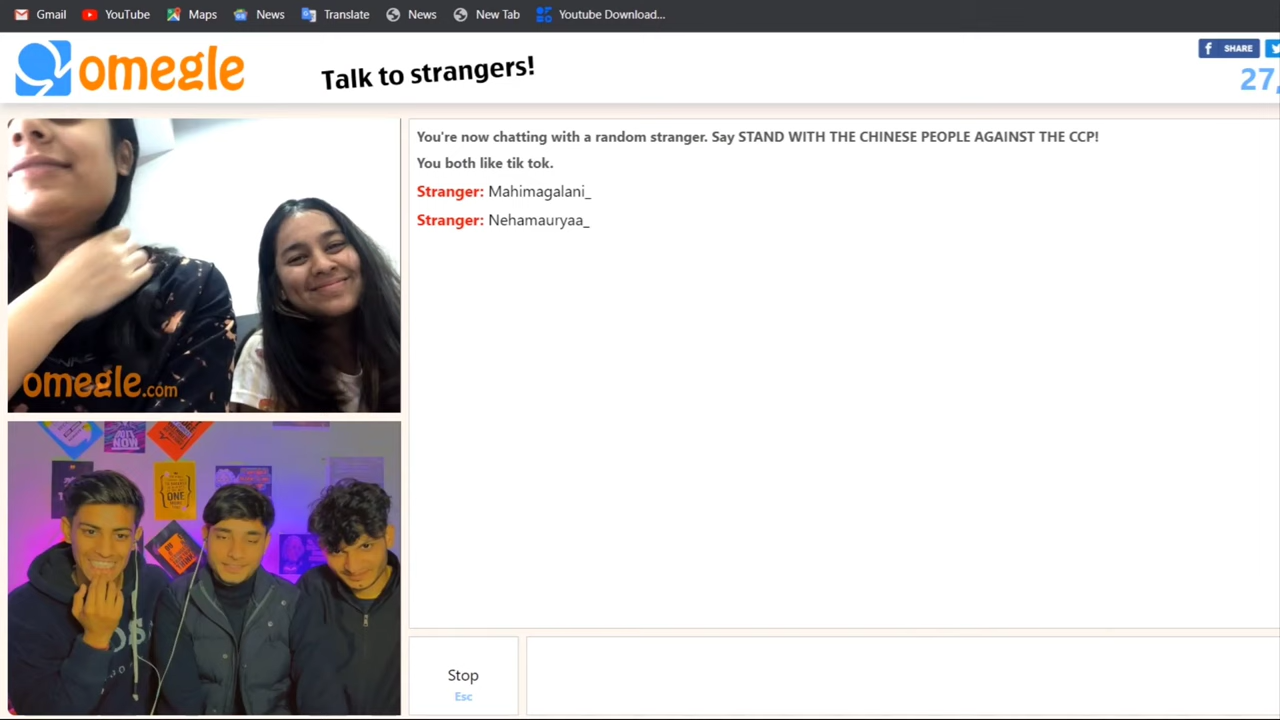 Gmail YouTube Maps News Translate News New Tab Youtube Download...
omegle Talk to strangers! f SHARE
27,
You're now chatting with a random stranger. Say STAND WITH THE CHINESE PEOPLE AGAINST THE CCP!
You both like tik tok.
Stranger: Mahimagalani_
Stranger: Nehamauryaa_
omegle.com
NOW
ONE
Stop
Esc